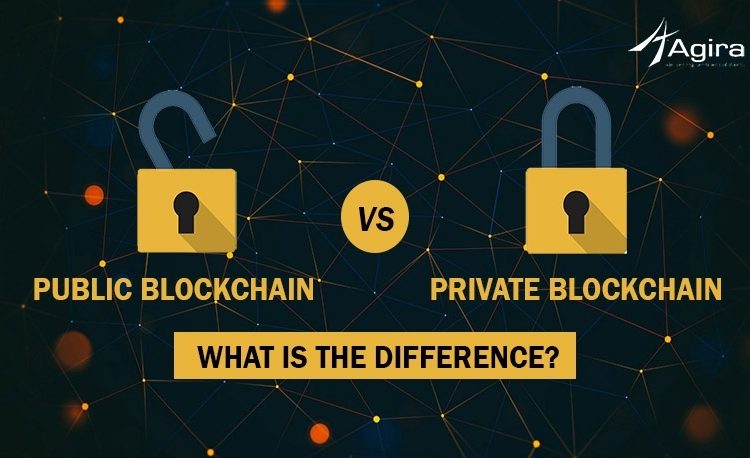 Agira
PUBLIC BLOCKCHAIN
VS
PRIVATE BLOCKCHAIN
WHAT IS THE DIFFERENCE?